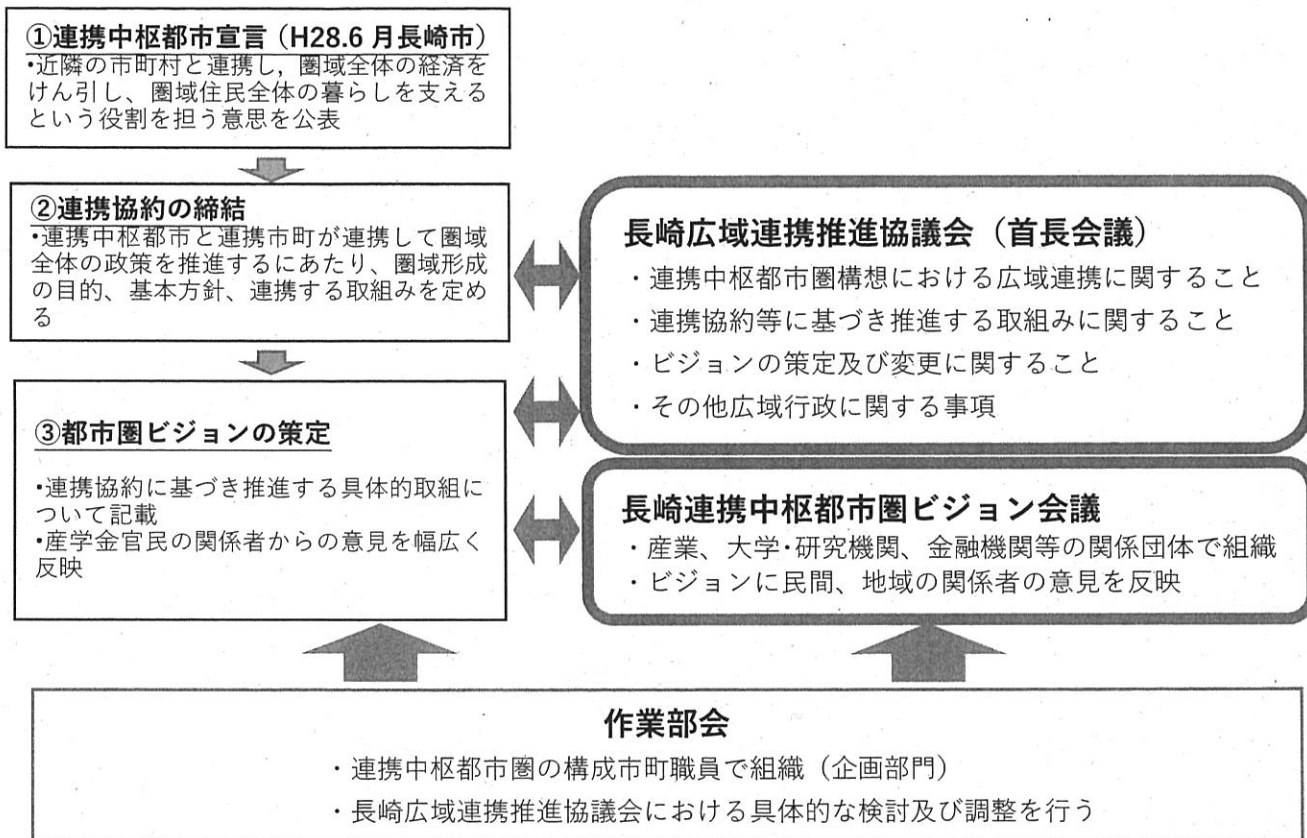 ①連携中枢都市宣言(H28.6 月長崎市)
•近隣の市町村と連携し,圏域全体の経済を
けん引し、圏域住民全体の暮らしを支える
という役割を担う意思を公表
②連携協約の締結
•連携中枢都市と連携市町が連携して圏域
全体の政策を推進するにあたり、圏域形成
の目的、基本方針、連携する取組みを定め
る
長崎広域連携推進協議会(首長会議)
・連携中枢都市圏構想における広域連携に関すること
・連携協約等に基づき推進する取組みに関すること
・ビジョンの策定及び変更に関すること
・その他広域行政に関する事項
③都市圏ビジョンの策定
•連携協約に基づき推進する具体的取組に
ついて記載
•産学金官民の関係者からの意見を幅広く
反映
長崎連携中枢都市圏ビジョン会議
・産業、大学・研究機関、金融機関等の関係団体で組織
・ビジョンに民間、地域の関係者の意見を反映
作業部会
・連携中枢都市圏の構成市町職員で組織(企画部門)
・長崎広域連携推進協議会における具体的な検討及び調整を行う